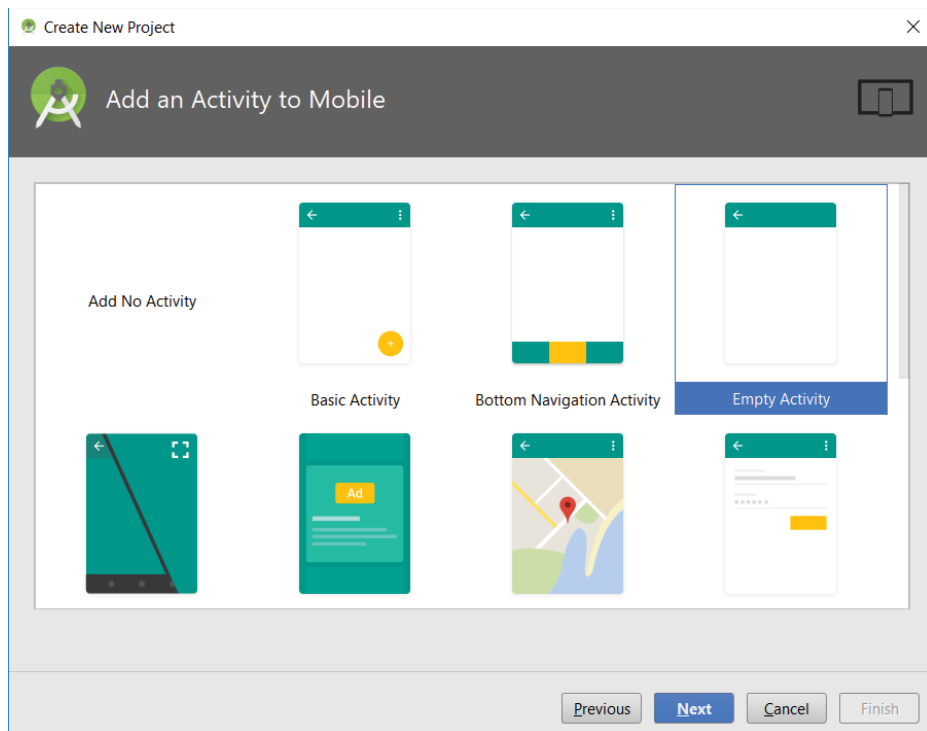 Create New Project
Add an Activity to Mobile
Add No Activity
Basic Activity
Bottom Navigation Activity
Empty Activity
Ad
Previous
Next
Cancel
Finish